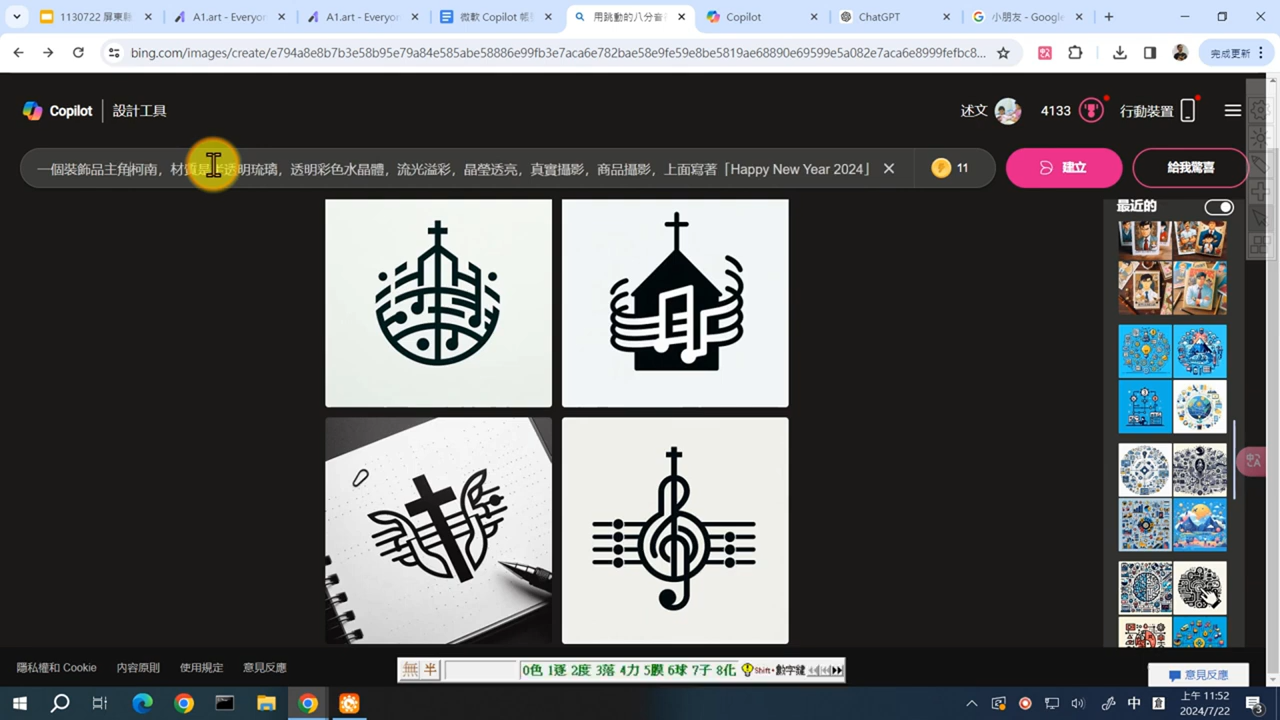 1130722 屏東縣
A1.art - Everyon
A1.art - Everyon
微軟 Copilot 帳
用跳動的八分音
Copilot
ChatGPT
小朋友 - Google
bing.com/images/create/e794a8e8b7b3e58b95e79a84e585abe58886e99fb3e7aca6e782bae58e9fe59e8be5819ae68890e69599e5a082e7aca6e8999fefbc8...
完成更新
Copilot
設計工具
述文
4133
行動裝置
一個裝飾品主角柯南，材質是
透明琉璃，透明彩色水晶體，流光溢彩，晶瑩透亮，真實攝影，商品攝影，上面寫著「Happy New Year 2024」
11
建立
給我驚喜
最近的
隱私權和 Cookie
內容原則
使用規定
意見反應
無
半
0色 1逐 2度 3落 4力 5顯 6球 7子 8化
Shift+數字鍵
意見反應
中
倉
上午 11:52
2024/7/22
3